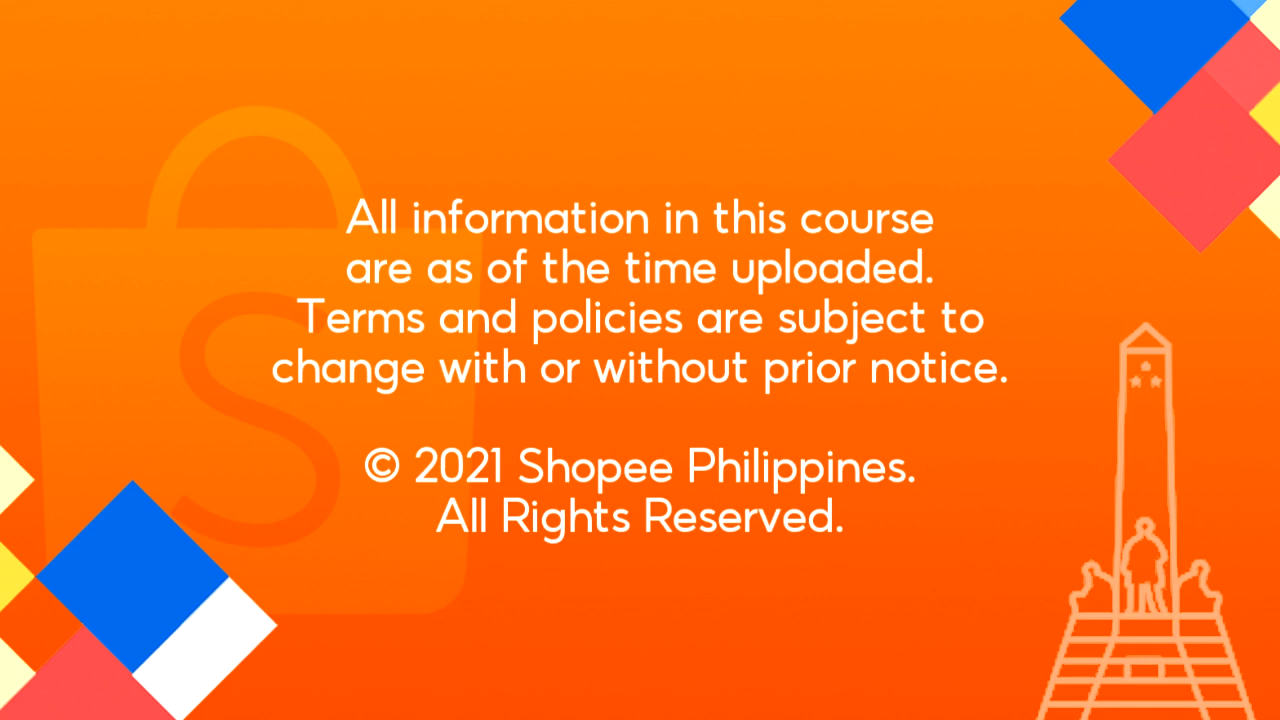 All information in this course
are as of the time uploaded.
Terms and policies are subject to
change with or without prior notice.
© 2021 Shopee Philippines.
All Rights Reserved.
S